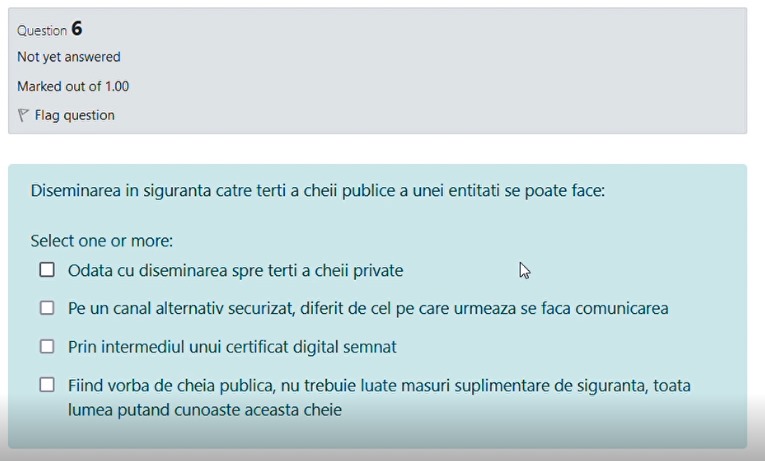 Question 6
Not yet answered
Marked out of 1.00
Flag question
Diseminarea in siguranta catre terti a cheii publice a unei entitati se poate face:
Select one or more:
Odata cu diseminarea spre terti a cheii private
Pe un canal alternativ securizat, diferit de cel pe care urmeaza se faca comunicarea
Prin intermediul unui certificat digital semnat
Fiind vorba de cheia publica, nu trebuie luate masuri suplimentare de siguranta, toata
lumea putand cunoaste aceasta cheie